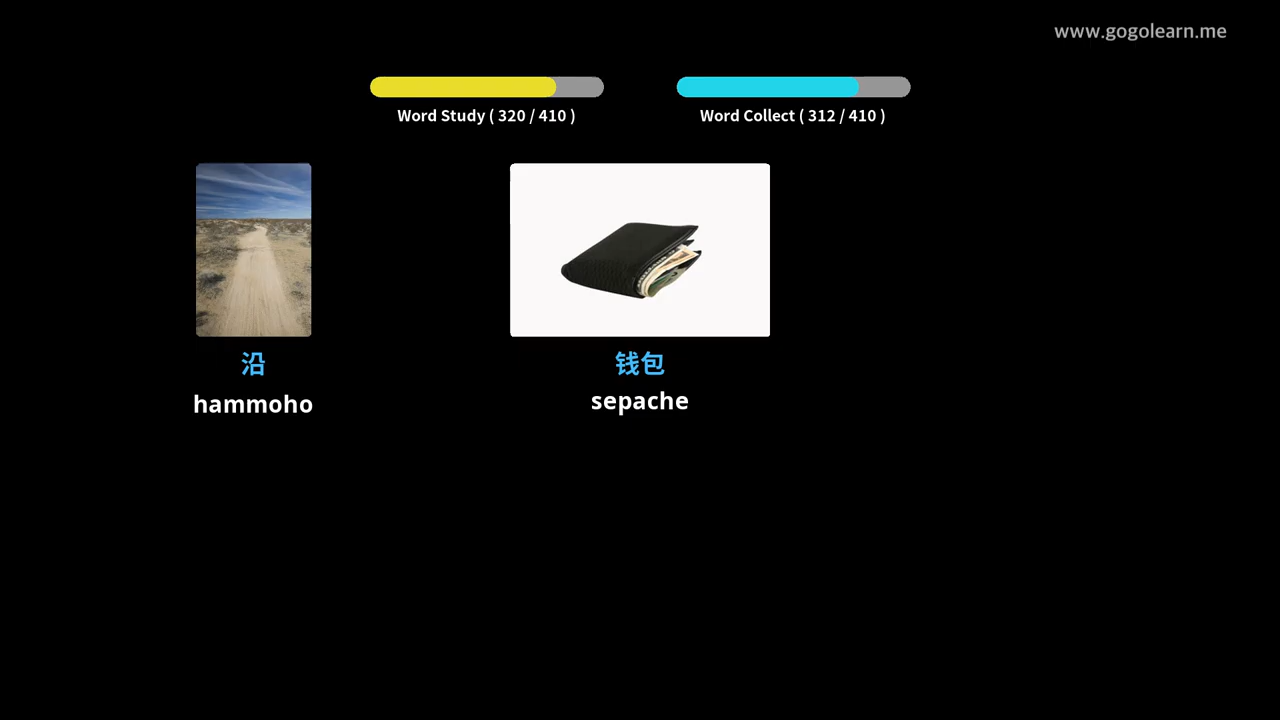 www.gogolearn.me
Word Study ( 320 / 410 )
Word Collect ( 312 / 410 )
沿
hammoho
钱包
sepache